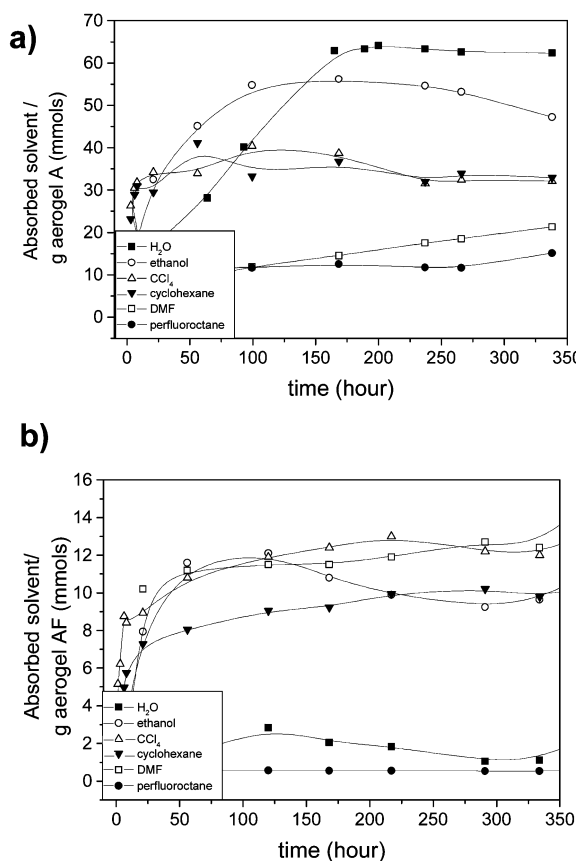 a)
70
60
50
40
30
20
10
0
Absorbed solvent /
g aerogel A (mmols)
H₂O
ethanol
CCl₄
cyclohexane
DMF
perfluoroctane
0 50 100 150 200 250 300 350
time (hour)
b)
16
14
12
10
8
6
4
2
0
Absorbed solvent/
g aerogel AF (mmols)
H₂O
ethanol
CCl₄
cyclohexane
DMF
perfluoroctane
0 50 100 150 200 250 300 350
time (hour)